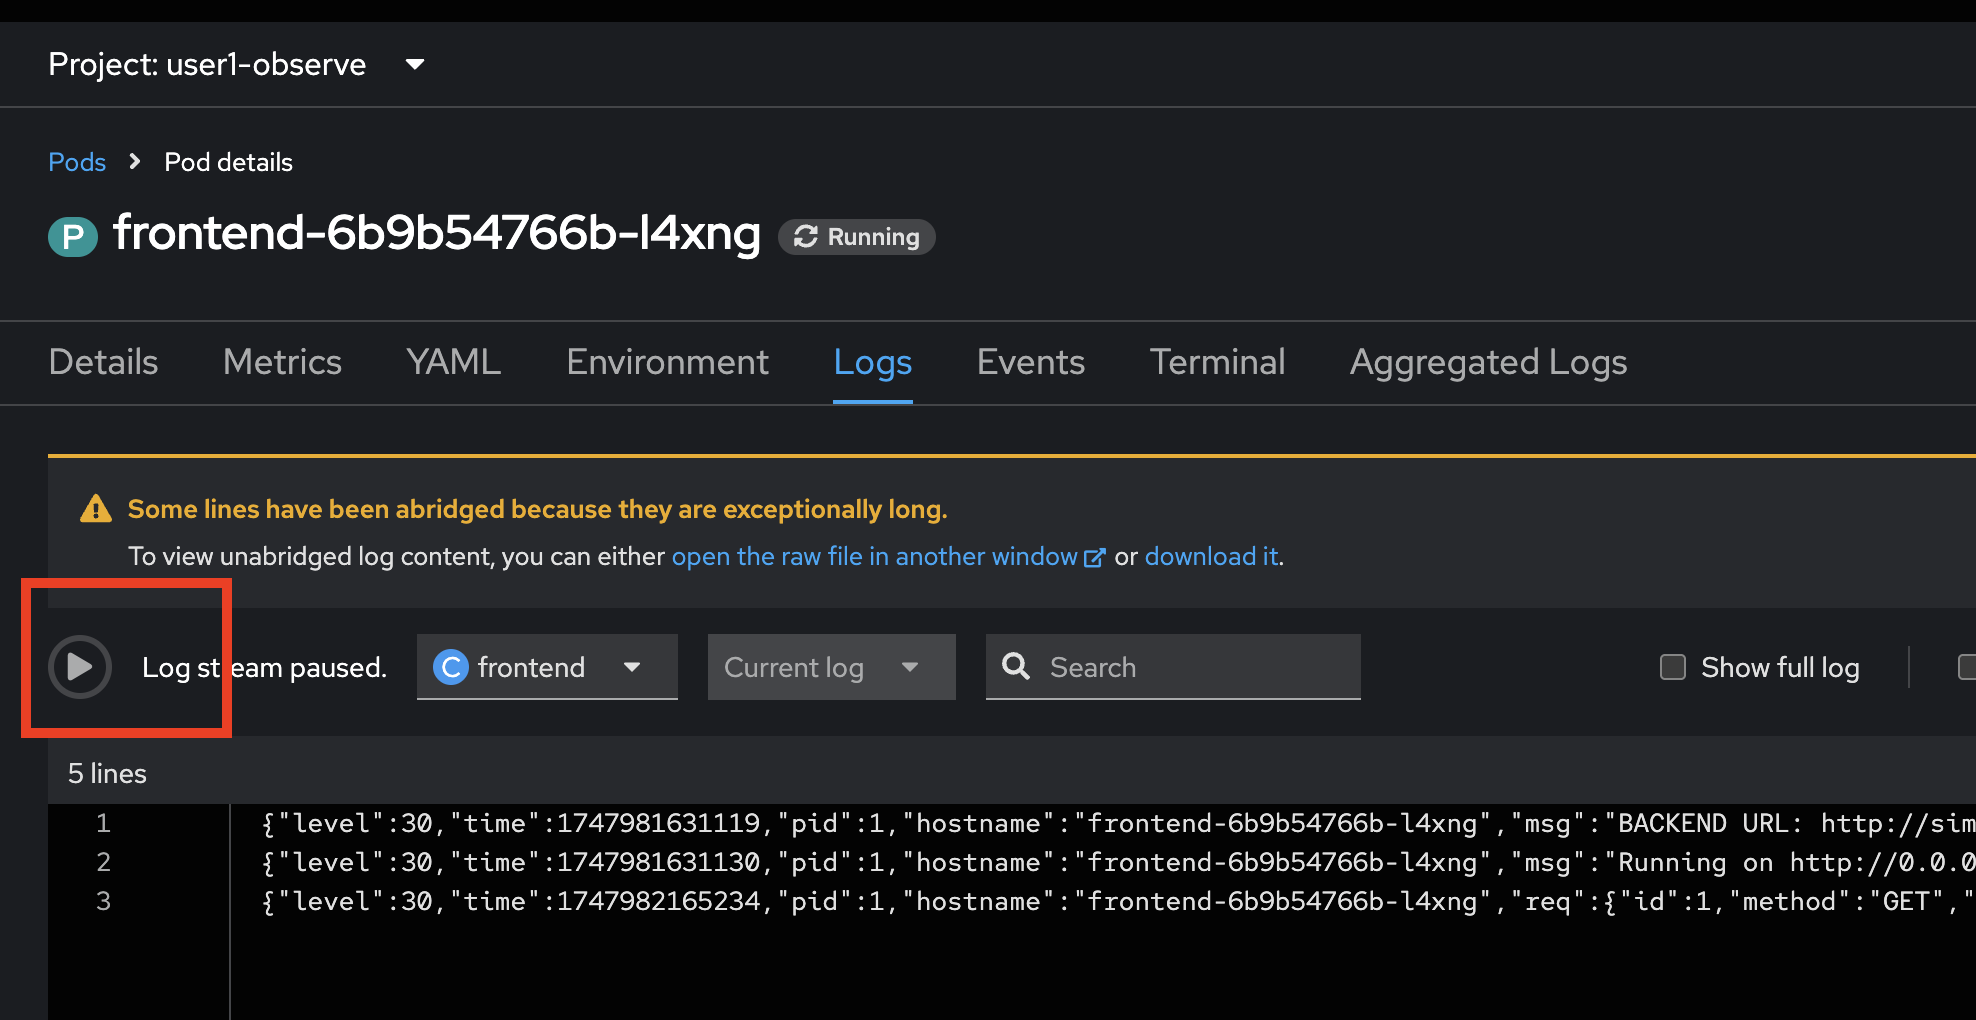 Project: user1-observe
Pods > Pod details
P frontend-6b9b54766b-l4xng Running
Details Metrics YAML Environment Logs Events Terminal Aggregated Logs
Some lines have been abridged because they are exceptionally long.
To view unabridged log content, you can either open the raw file in another window or download it.
Log stream paused. C frontend Current log Search Show full log
5 lines
1 {"level":30,"time":1747981631119,"pid":1,"hostname":"frontend-6b9b54766b-l4xng","msg":"BACKEND URL: http://sim
2 {"level":30,"time":1747981631130,"pid":1,"hostname":"frontend-6b9b54766b-l4xng","msg":"Running on http://0.0.0
3 {"level":30,"time":1747982165234,"pid":1,"hostname":"frontend-6b9b54766b-l4xng","req":{"id":1,"method":"GET","